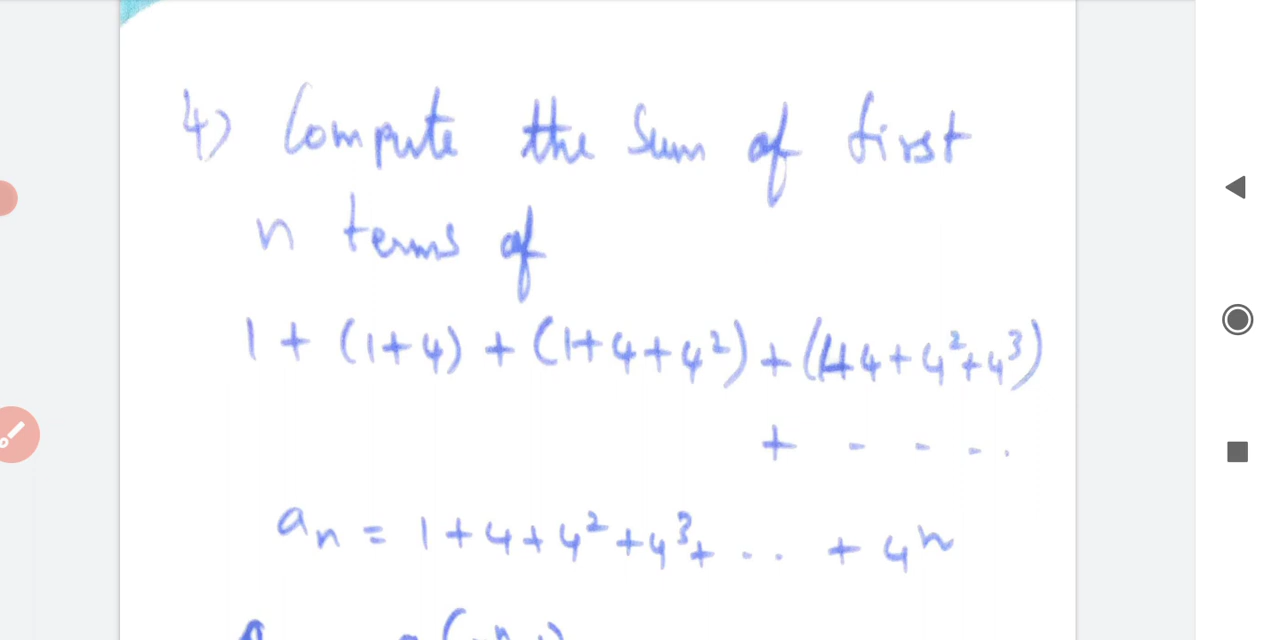 4) Compute the Sum of first
n terms of
1 + (1+4) + (1+4+4²) + (1+4+4²+4³)
+ - - - .
aₙ = 1+4+4²+4³+ . . + 4ⁿ